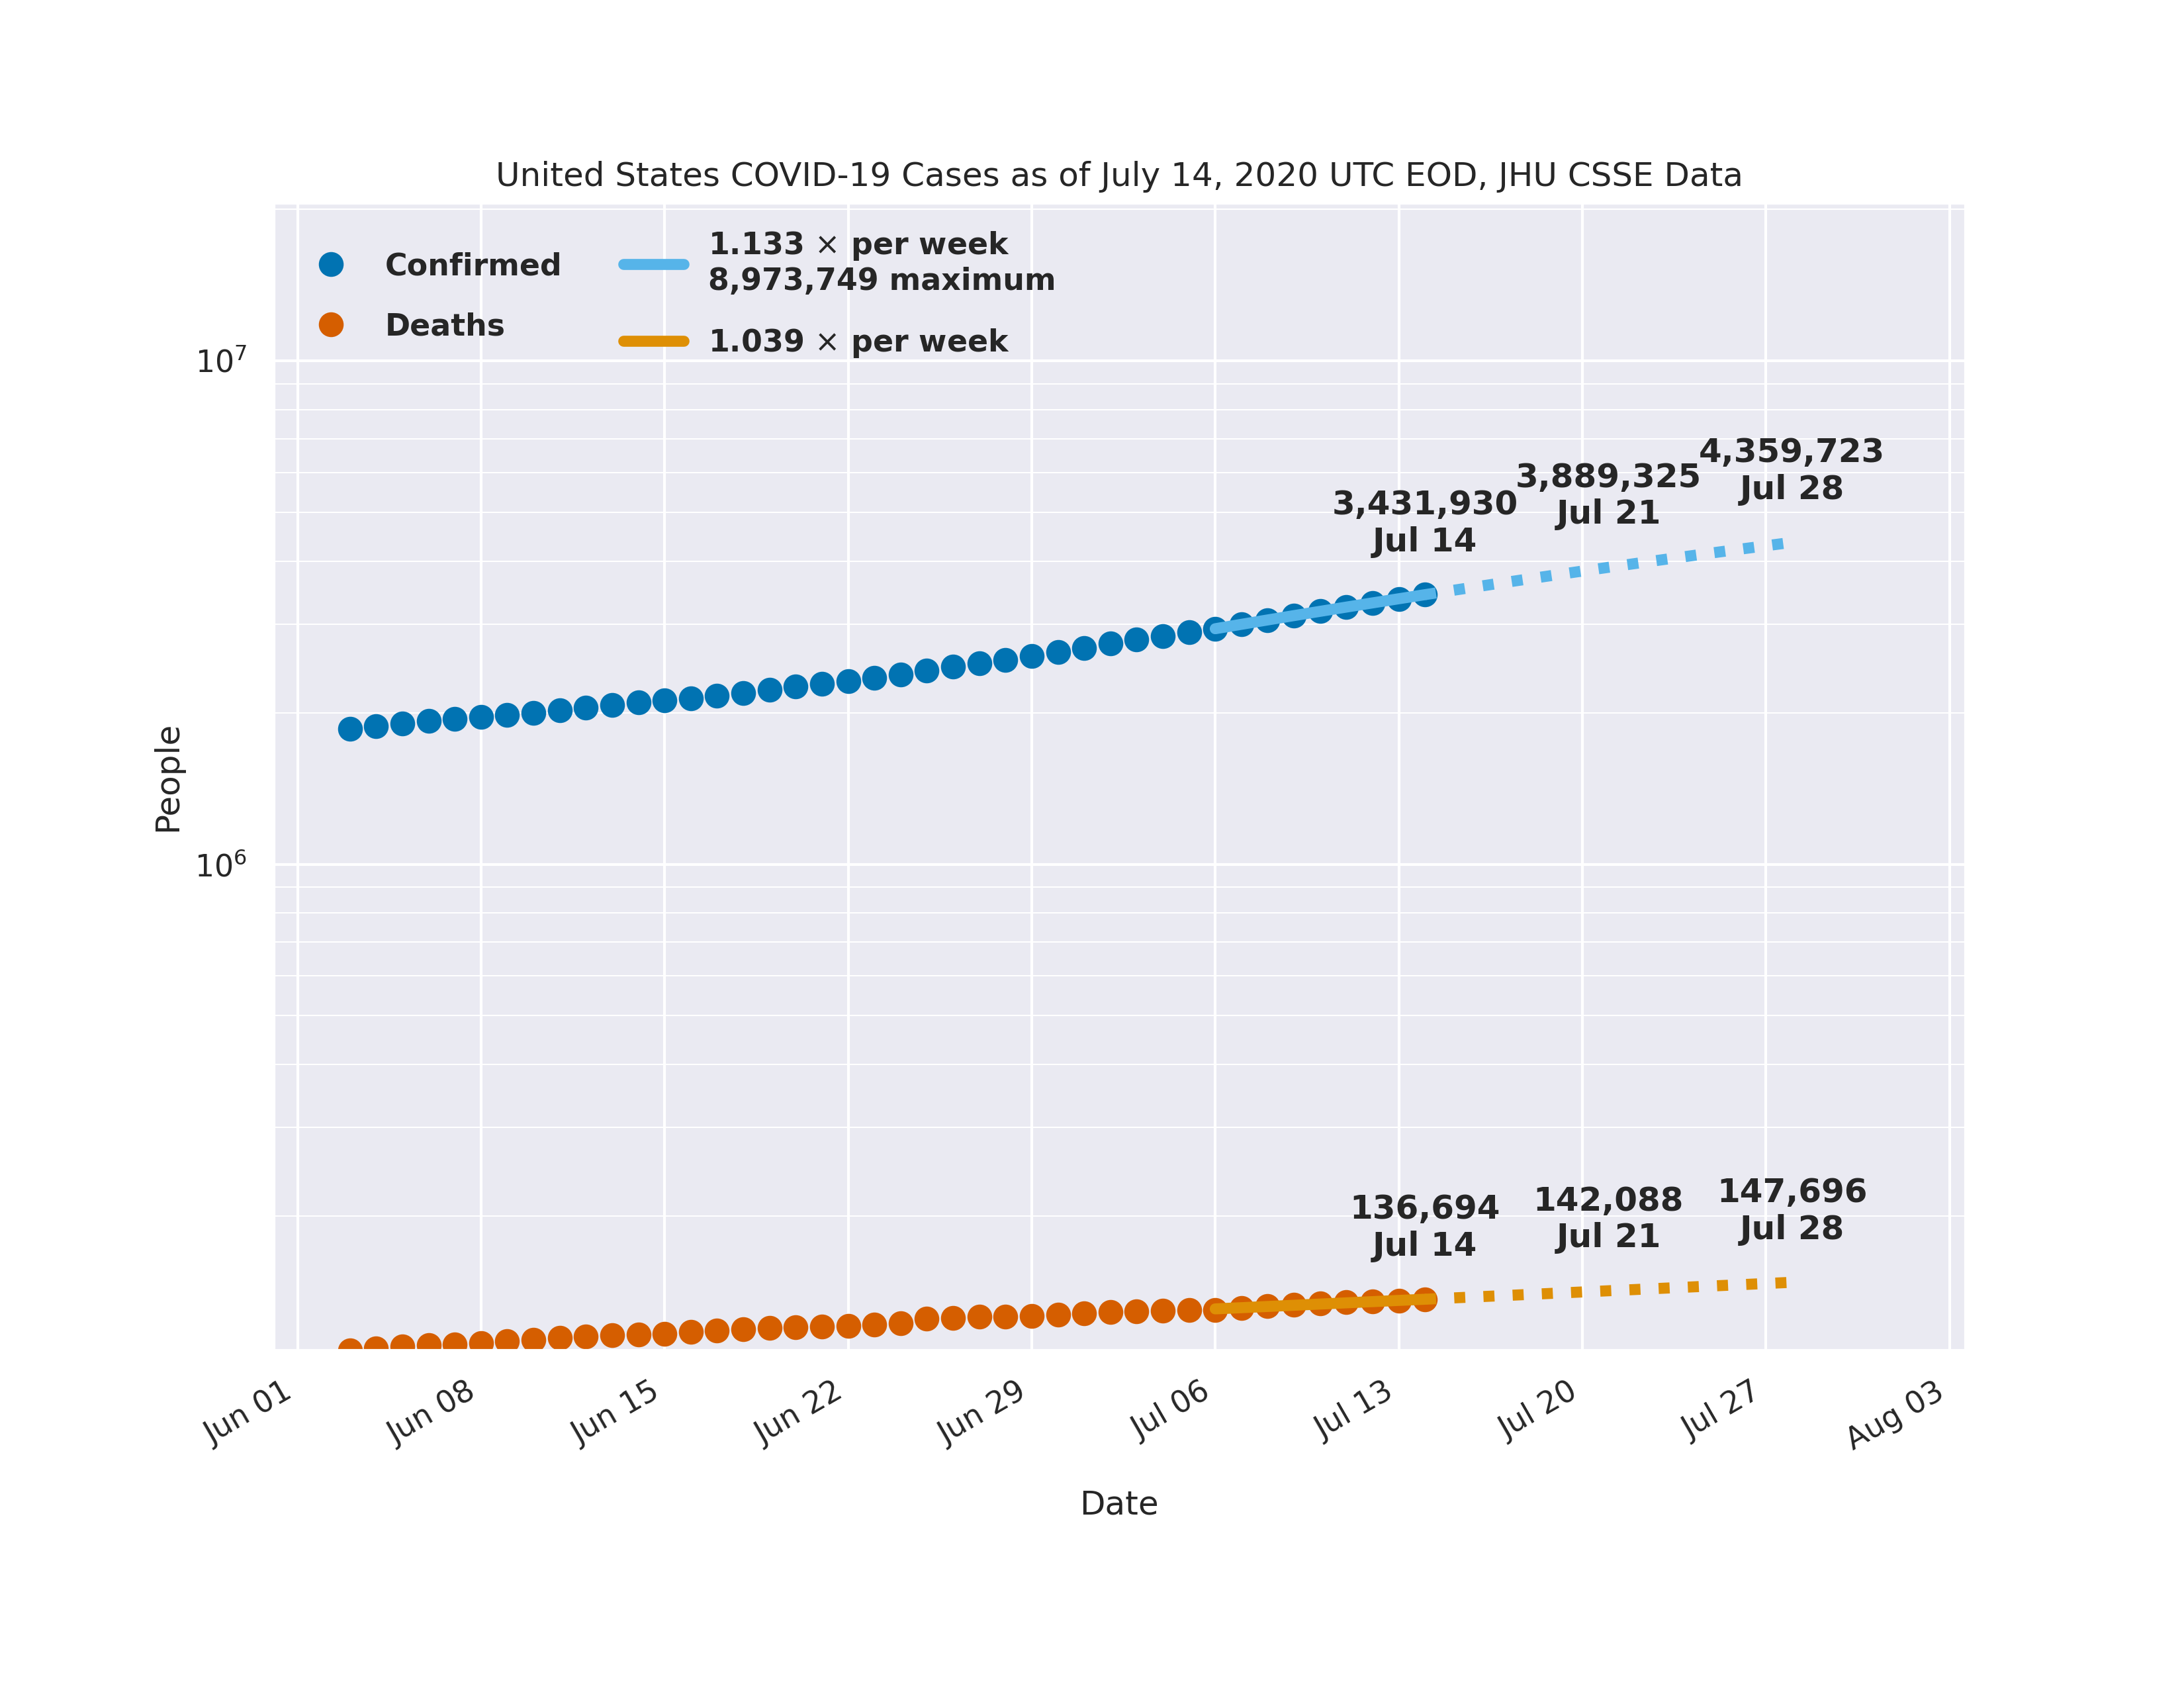 United States COVID-19 Cases as of July 14, 2020 UTC EOD, JHU CSSE Data
Confirmed
Deaths
1.133 × per week
8,973,749 maximum
1.039 × per week
10⁷
10⁶
People
3,431,930
Jul 14
3,889,325
Jul 21
4,359,723
Jul 28
136,694
Jul 14
142,088
Jul 21
147,696
Jul 28
Jun 01
Jun 08
Jun 15
Jun 22
Jun 29
Jul 06
Jul 13
Jul 20
Jul 27
Aug 03
Date